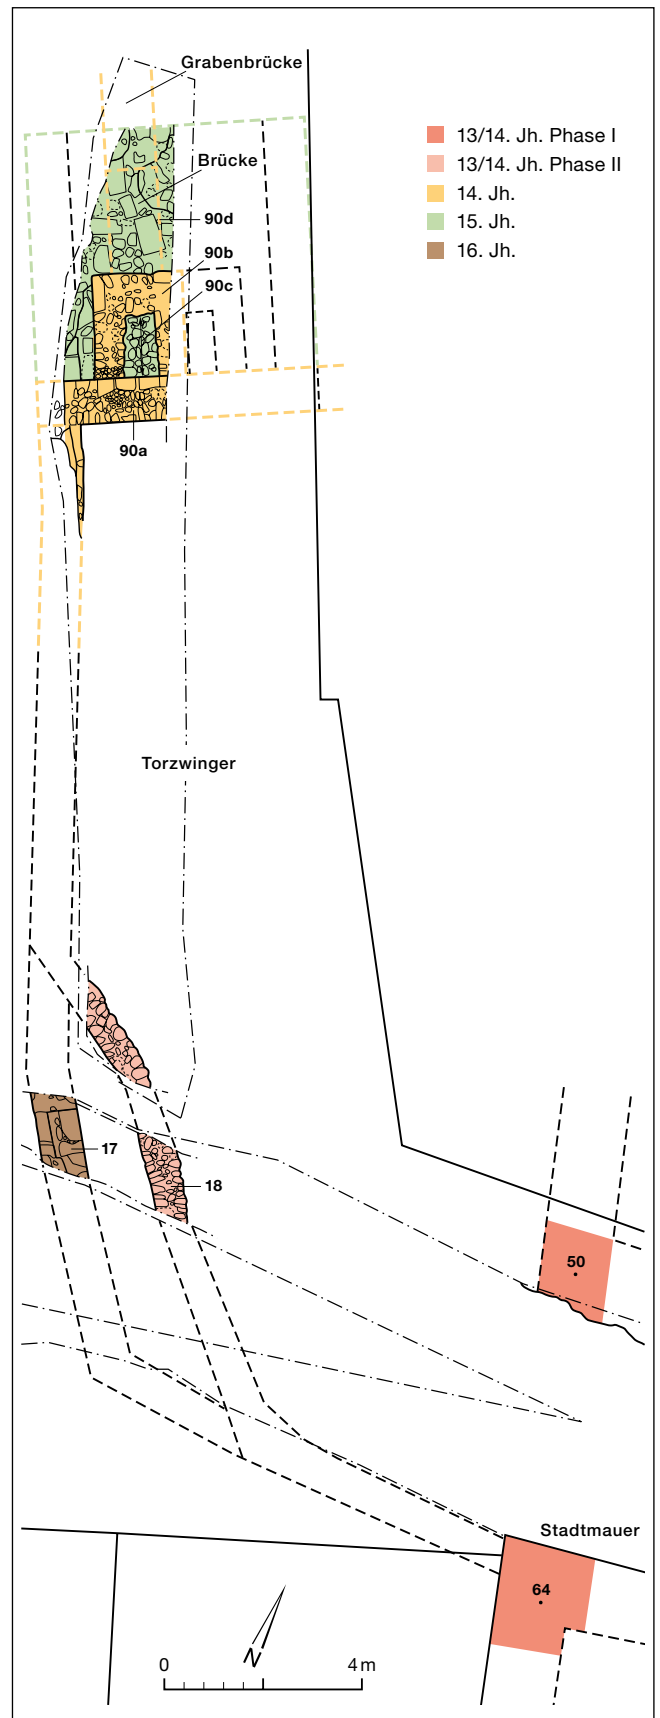 Grabenbrücke
13/14. Jh. Phase I
13/14. Jh. Phase II
14. Jh.
15. Jh.
16. Jh.
Brücke
90d
90b
90c
90a
Torzwinger
17
18
50
Stadtmauer
64
N
0 4 m